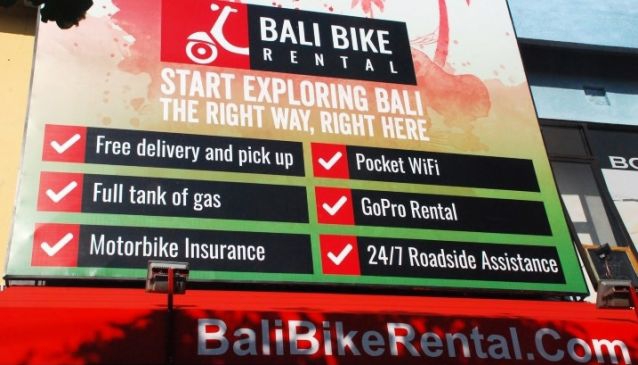 BALI BIKE
RENTAL
START EXPLORING BALI
THE RIGHT WAY, RIGHT HERE
Free delivery and pick up
Full tank of gas
Motorbike Insurance
Pocket WiFi
GoPro Rental
24/7 Roadside Assistance
BaliBikeRental.Com